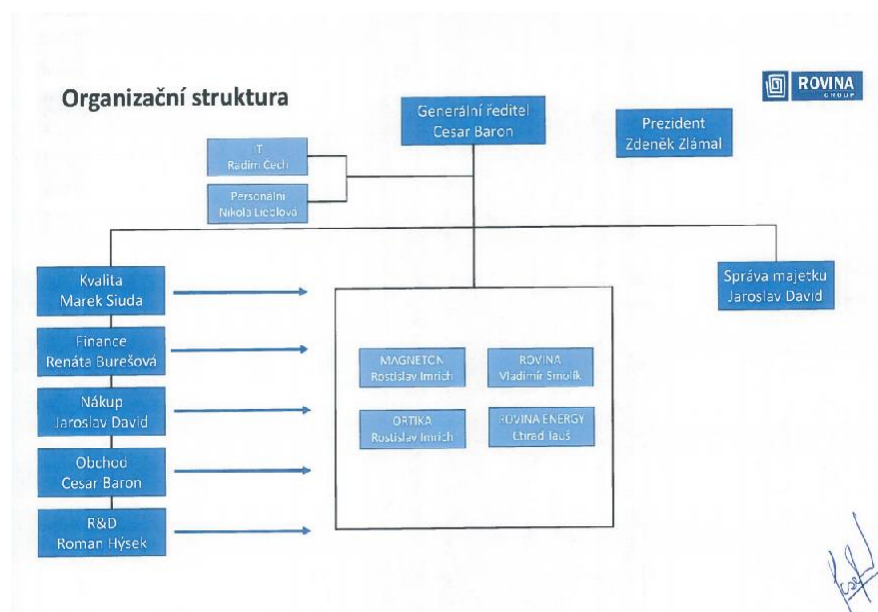 Organizační struktura
ROVINA
GROUP
Generální ředitel
Cesar Baron
Prezident
Zdeněk Zlámal
IT
Radim Čech
Personální
Nikola
Kvalita
Marek Siuda
Správa majetku
Jaroslav David
Finance
Renáta Burešová
MAGNETON
Rostislav Imrich
ROVINA
Vladimír Smolík
Nákup
Jaroslav David
ORTIKA
Rostislav Imrich
ROVINA ENERGY
Ctirad
Obchod
Cesar Baron
R&D
Roman Hýsek